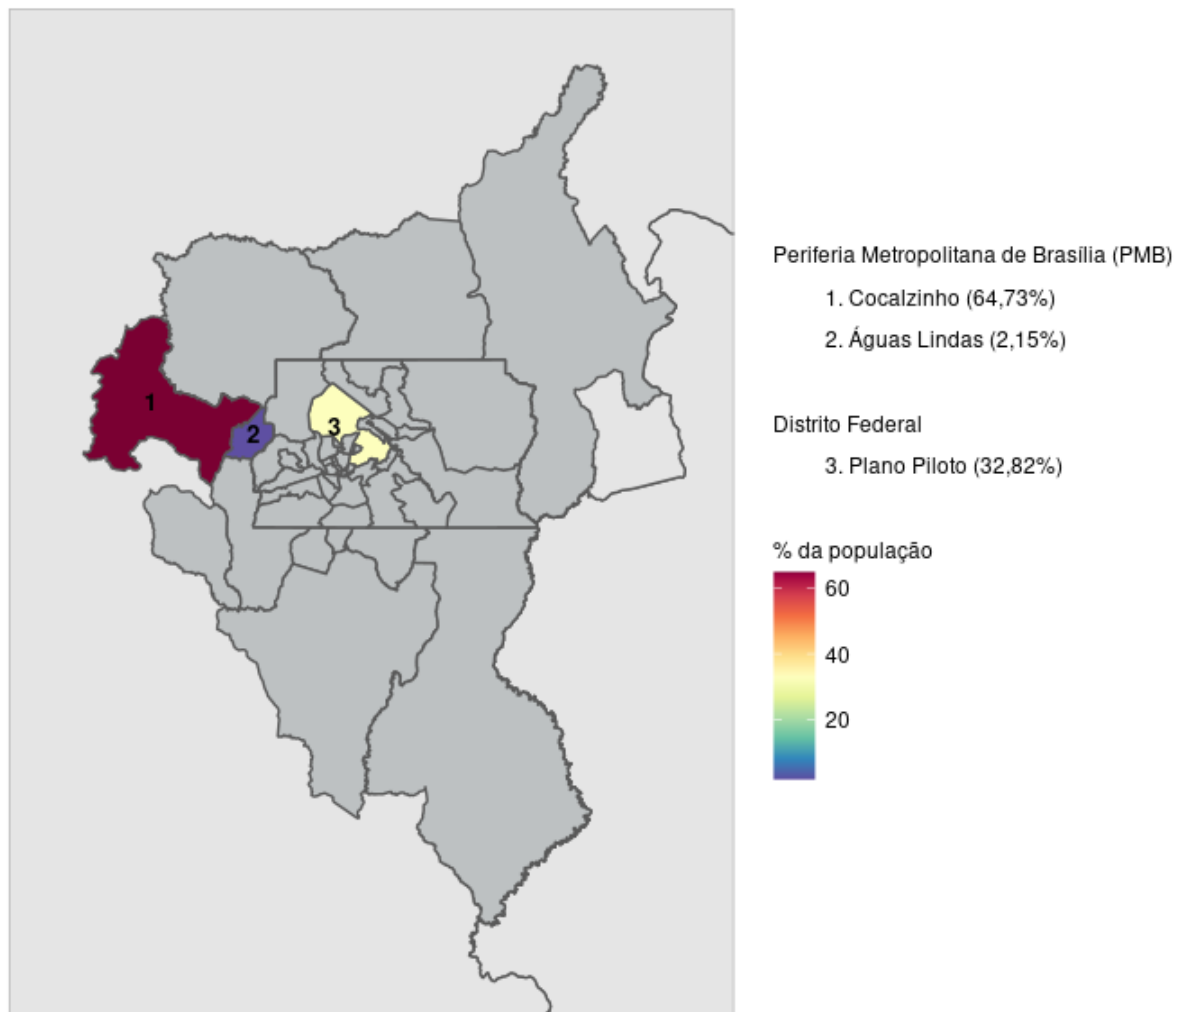 1
2
3
Periferia Metropolitana de Brasília (PMB)
1. Cocalzinho (64,73%)
2. Águas Lindas (2,15%)
Distrito Federal
3. Plano Piloto (32,82%)
% da população
60
40
20